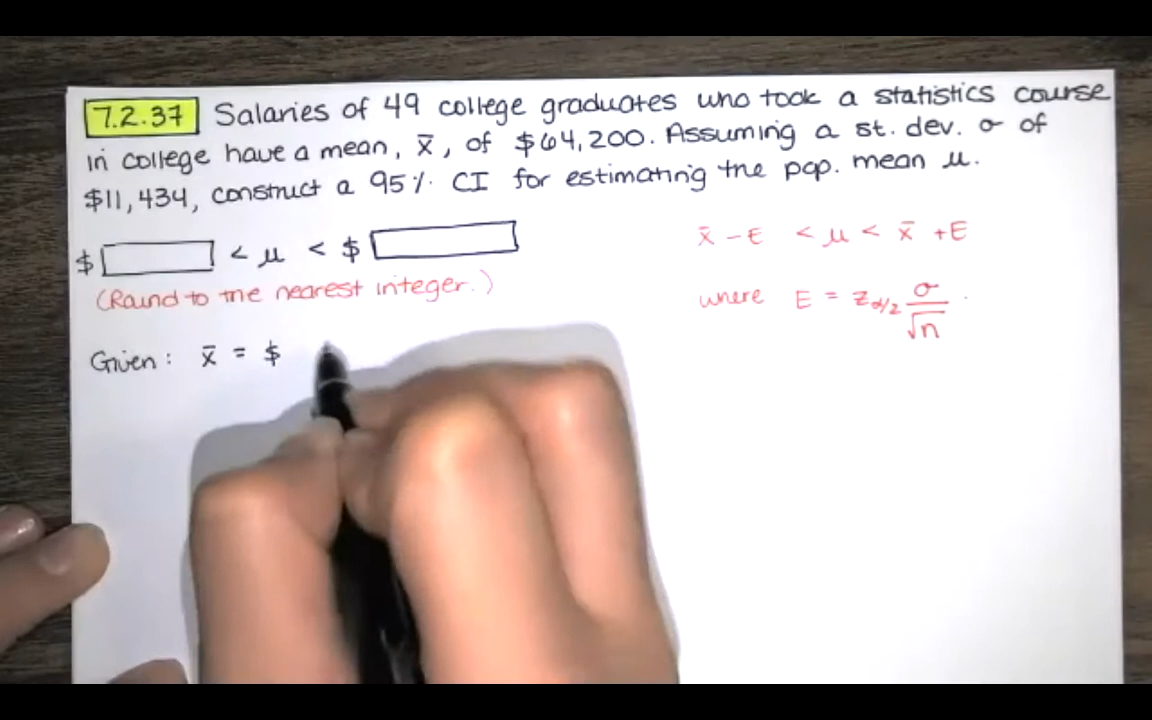 7.2.37 Salaries of 49 college graduates who took a statistics course
in college have a mean, x̄, of $64,200. Assuming a st. dev. σ of
$11,434, construct a 95% CI for estimating the pop. mean μ.
$ < μ < $
(Round to the nearest integer.)
x̄ - E < μ < x̄ + E
where E = z α/2 σ/√n .
Given: x̄ = $